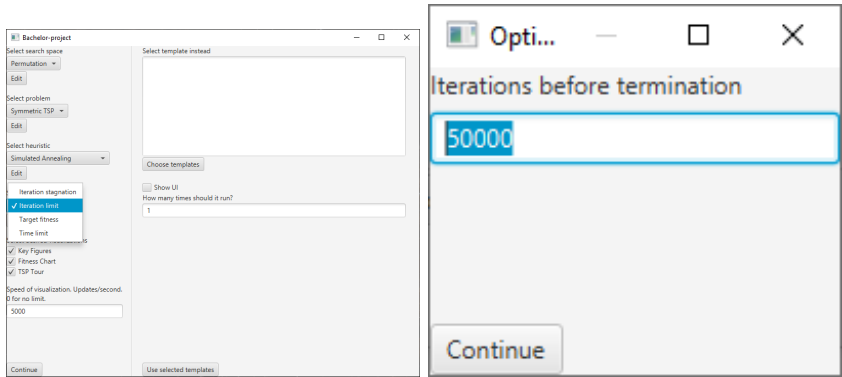 Bachelor-project
Select search space
Permutation
Edit
Select problem
Symmetric TSP
Edit
Select heuristic
Simulated Annealing
Edit
Iteration stagnation
Iteration limit
Target fitness
Time limit
Key Figures
Fitness Chart
TSP Tour
Speed of visualization. Updates/second.
0 for no limit.
5000
Continue
Select template instead
Choose templates
Show UI
How many times should it run?
1
Use selected templates
Opti...
Iterations before termination
50000
Continue